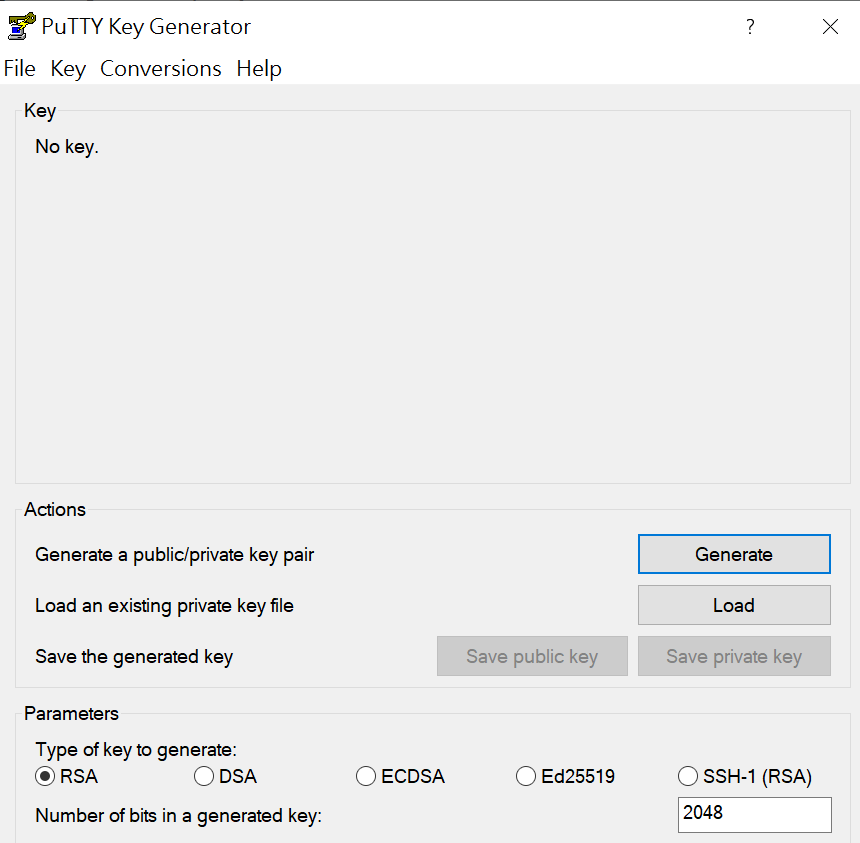 PuTTY Key Generator ?
File Key Conversions Help
Key
No key.
Actions
Generate a public/private key pair Generate
Load an existing private key file Load
Save the generated key Save public key Save private key
Parameters
Type of key to generate:
RSA DSA ECDSA Ed25519 SSH-1 (RSA)
Number of bits in a generated key: 2048